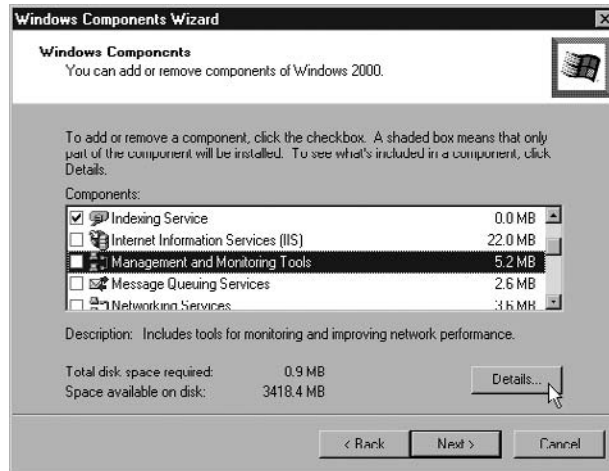 Windows Components Wizard
Windows Components
You can add or remove components of Windows 2000.
To add or remove a component, click the checkbox. A shaded box means that only
part of the component will be installed. To see what's included in a component, click
Details.
Components:
Indexing Service 0.0 MB
Internet Information Services (IIS) 22.0 MB
Management and Monitoring Tools 5.2 MB
Message Queuing Services 2.6 MB
Networking Services 3.6 MB
Description: Includes tools for monitoring and improving network performance.
Total disk space required: 0.9 MB
Space available on disk: 3418.4 MB
Details...
< Back Next > Cancel